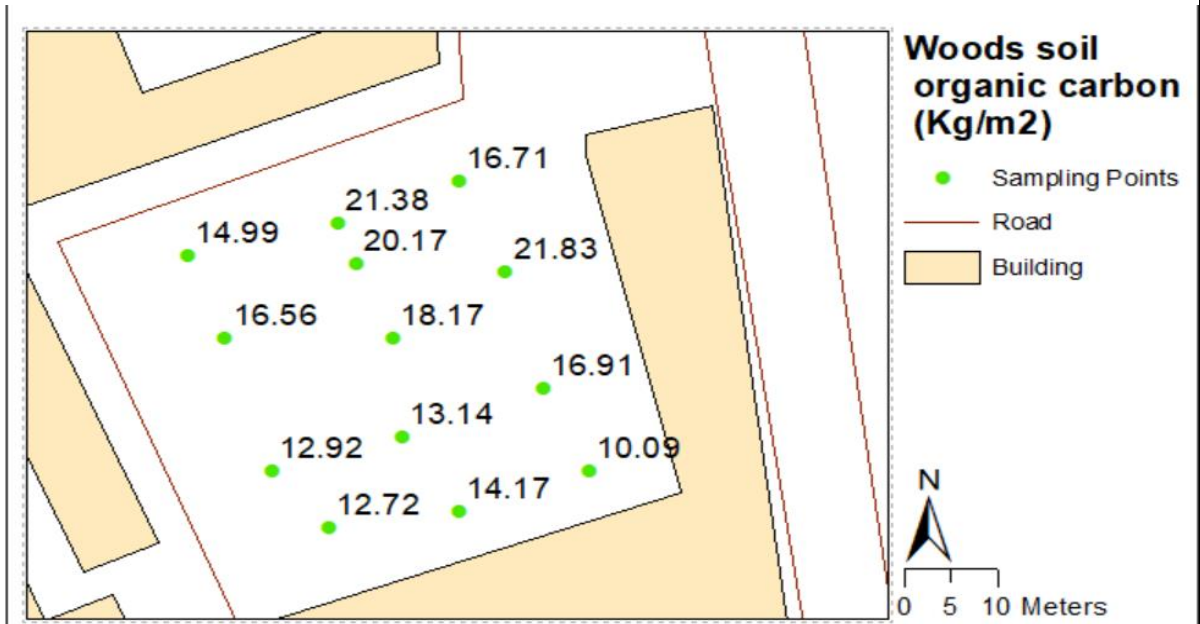 Woods soil
organic carbon
(Kg/m2)
Sampling Points
Road
Building
16.71
21.38
14.99
20.17
21.83
16.56
18.17
16.91
13.14
12.92
10.09
14.17
12.72
N
0 5 10 Meters